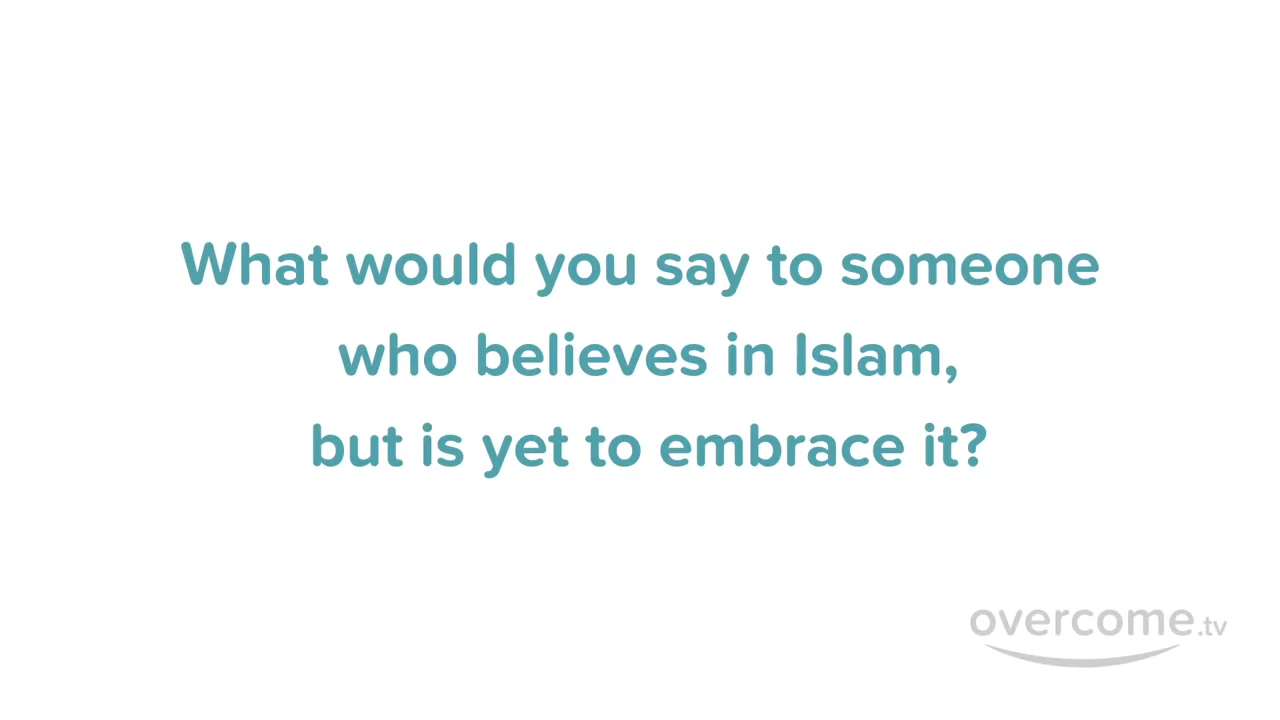 What would you say to someone
who believes in Islam,
but is yet to embrace it?
overcome.tv